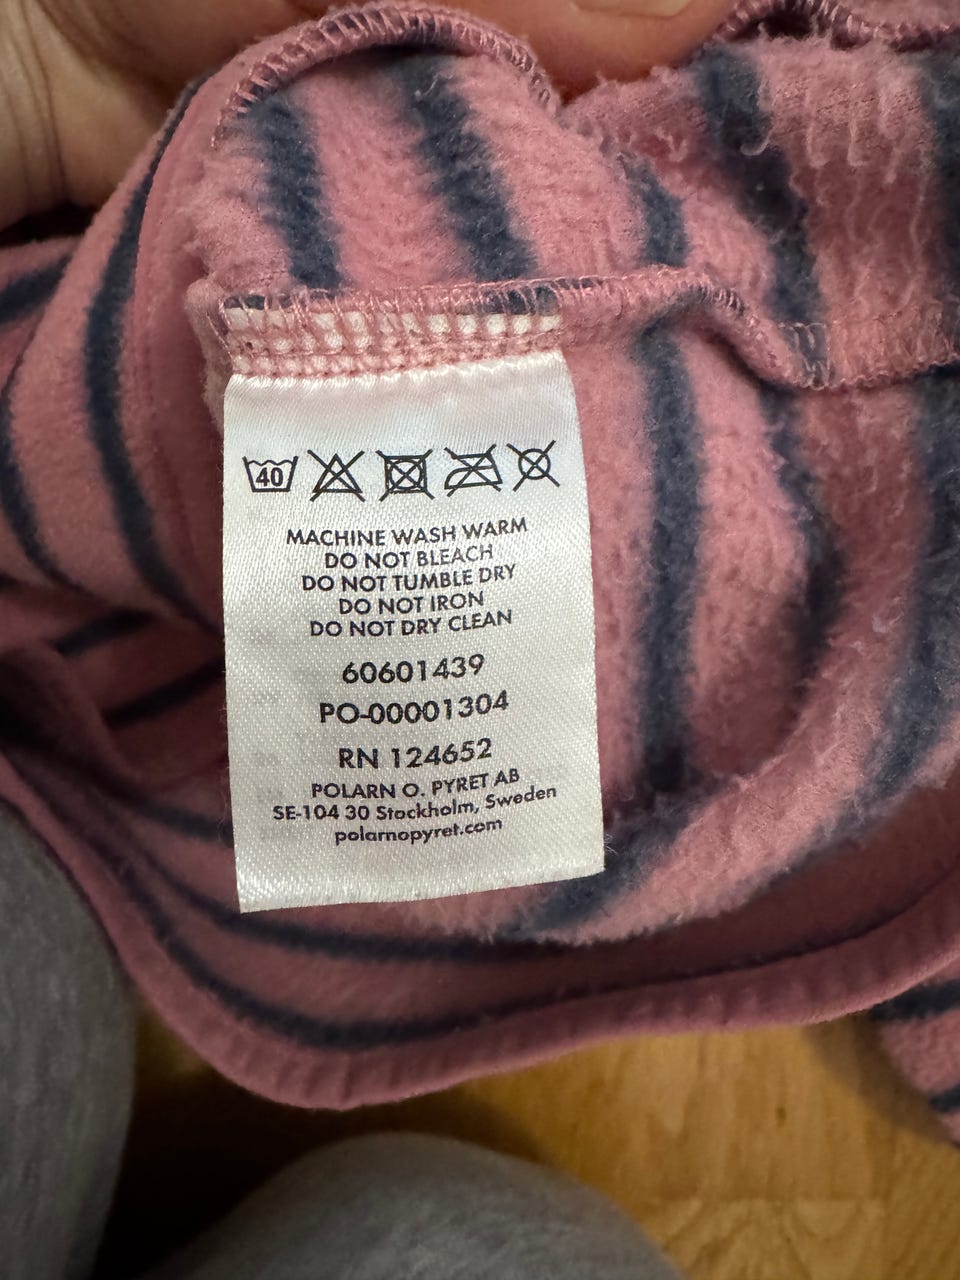 40
MACHINE WASH WARM
DO NOT BLEACH
DO NOT TUMBLE DRY
DO NOT IRON
DO NOT DRY CLEAN
60601439
PO-00001304
RN 124652
POLARN O. PYRET AB
SE-104 30 Stockholm, Sweden
polarnopyret.com